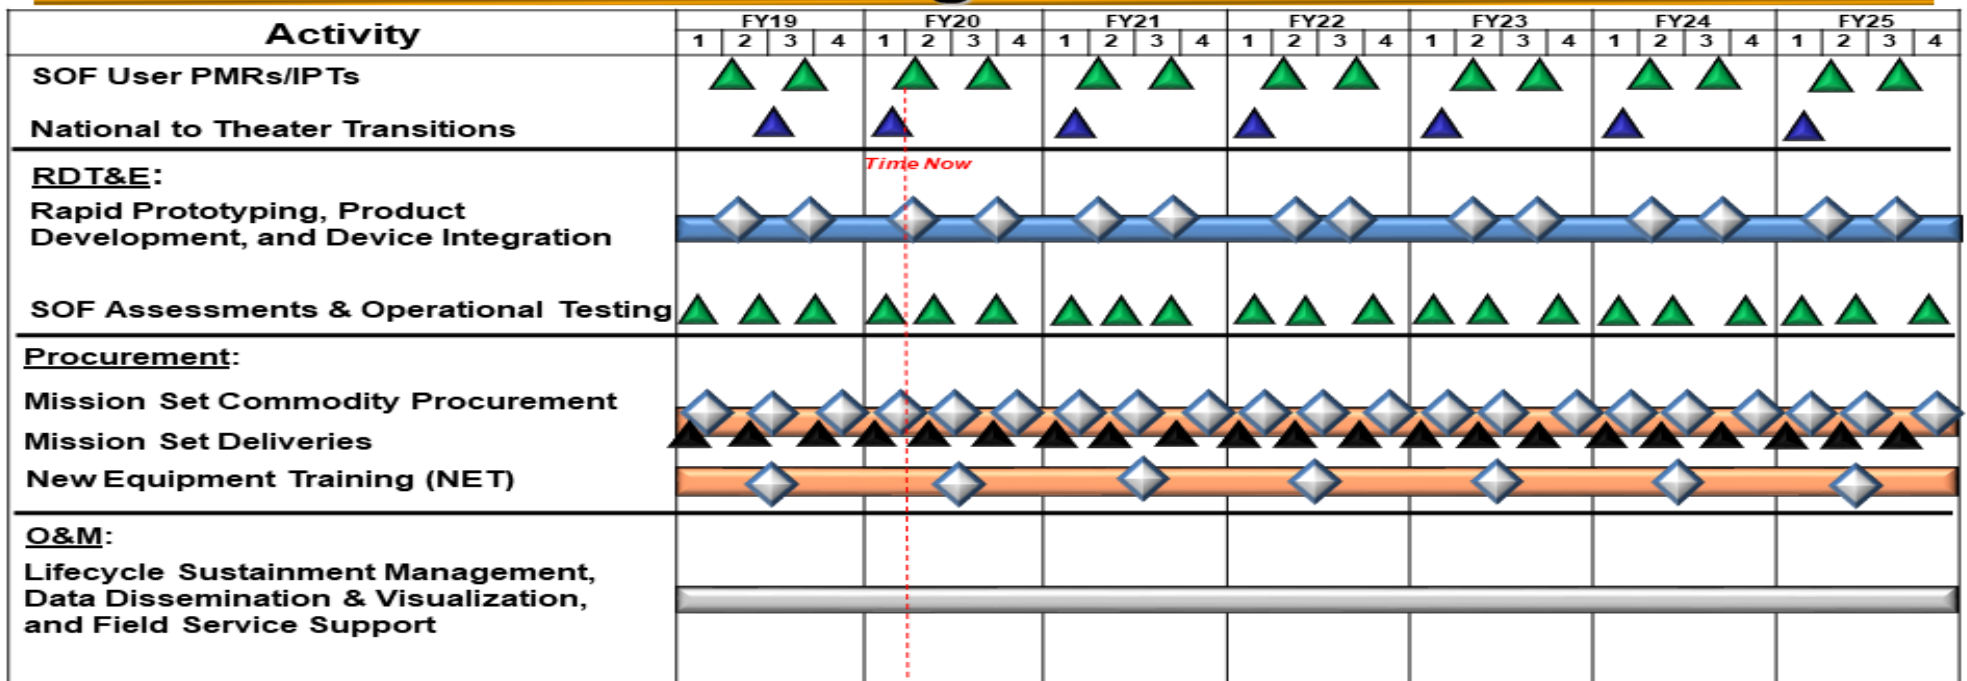 Activity
FY19 FY20 FY21 FY22 FY23 FY24 FY25
1 2 3 4 1 2 3 4 1 2 3 4 1 2 3 4 1 2 3 4 1 2 3 4 1 2 3 4
SOF User PMRs/IPTs
National to Theater Transitions
Time Now
RDT&E:
Rapid Prototyping, Product
Development, and Device Integration
SOF Assessments & Operational Testing
Procurement:
Mission Set Commodity Procurement
Mission Set Deliveries
New Equipment Training (NET)
O&M:
Lifecycle Sustainment Management,
Data Dissemination & Visualization,
and Field Service Support